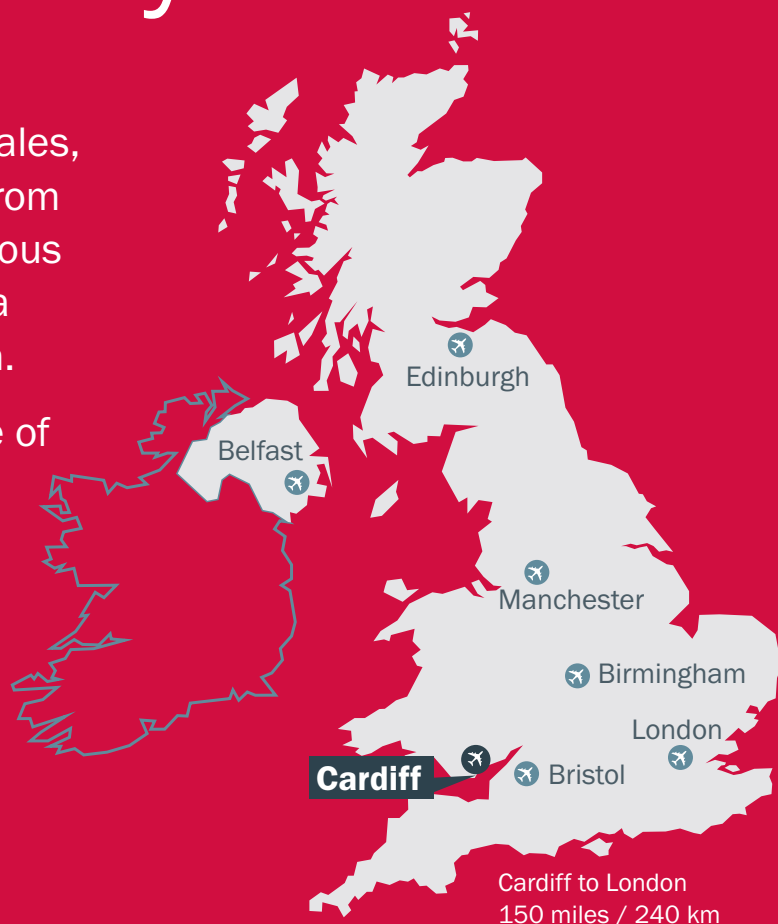 ales,
rom
ous
a
.
e of
Edinburgh
Belfast
Manchester
Birmingham
London
Cardiff
Bristol
Cardiff to London
150 miles / 240 km